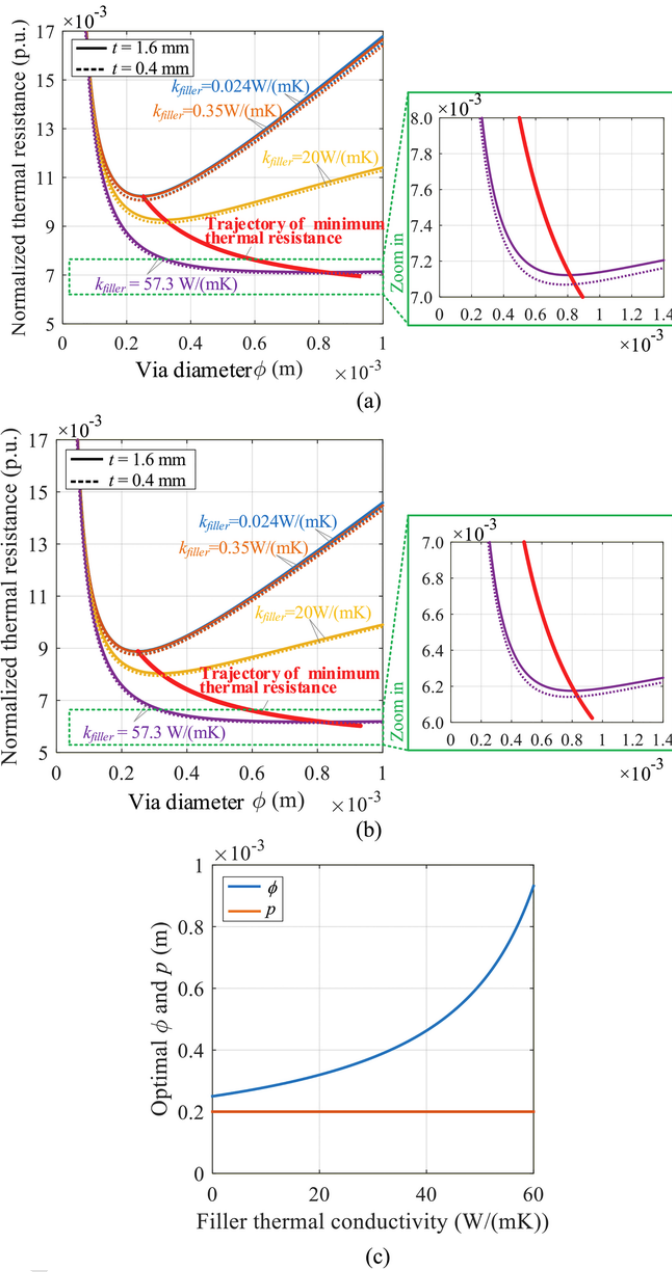 ×10⁻³
17
15
13
11
9
7
5
Normalized thermal resistance (p.u.)
t = 1.6 mm
t = 0.4 mm
k_filler=0.024W/(mK)
k_filler=0.35W/(mK)
k_filler=20W/(mK)
Trajectory of minimum
thermal resistance
k_filler = 57.3 W/(mK)
0 0.2 0.4 0.6 0.8 1
Via diameter ϕ (m) ×10⁻³
Zoom in
×10⁻³
8.0
7.8
7.6
7.4
7.2
7.0
0 0.2 0.4 0.6 0.8 1 1.2 1.4
×10⁻³
(a)
×10⁻³
17
15
13
11
9
7
5
Normalized thermal resistance (p.u.)
t = 1.6 mm
t = 0.4 mm
k_filler=0.024W/(mK)
k_filler=0.35W/(mK)
k_filler=20W/(mK)
Trajectory of minimum
thermal resistance
k_filler = 57.3 W/(mK)
0 0.2 0.4 0.6 0.8 1
Via diameter ϕ (m) ×10⁻³
Zoom in
×10⁻³
7.0
6.8
6.6
6.4
6.2
6.0
0 0.2 0.4 0.6 0.8 1 1.2 1.4
×10⁻³
(b)
×10⁻³
1
0.8
0.6
0.4
0.2
0
Optimal ϕ and p (m)
ϕ
p
0 20 40 60
Filler thermal conductivity (W/(mK))
(c)